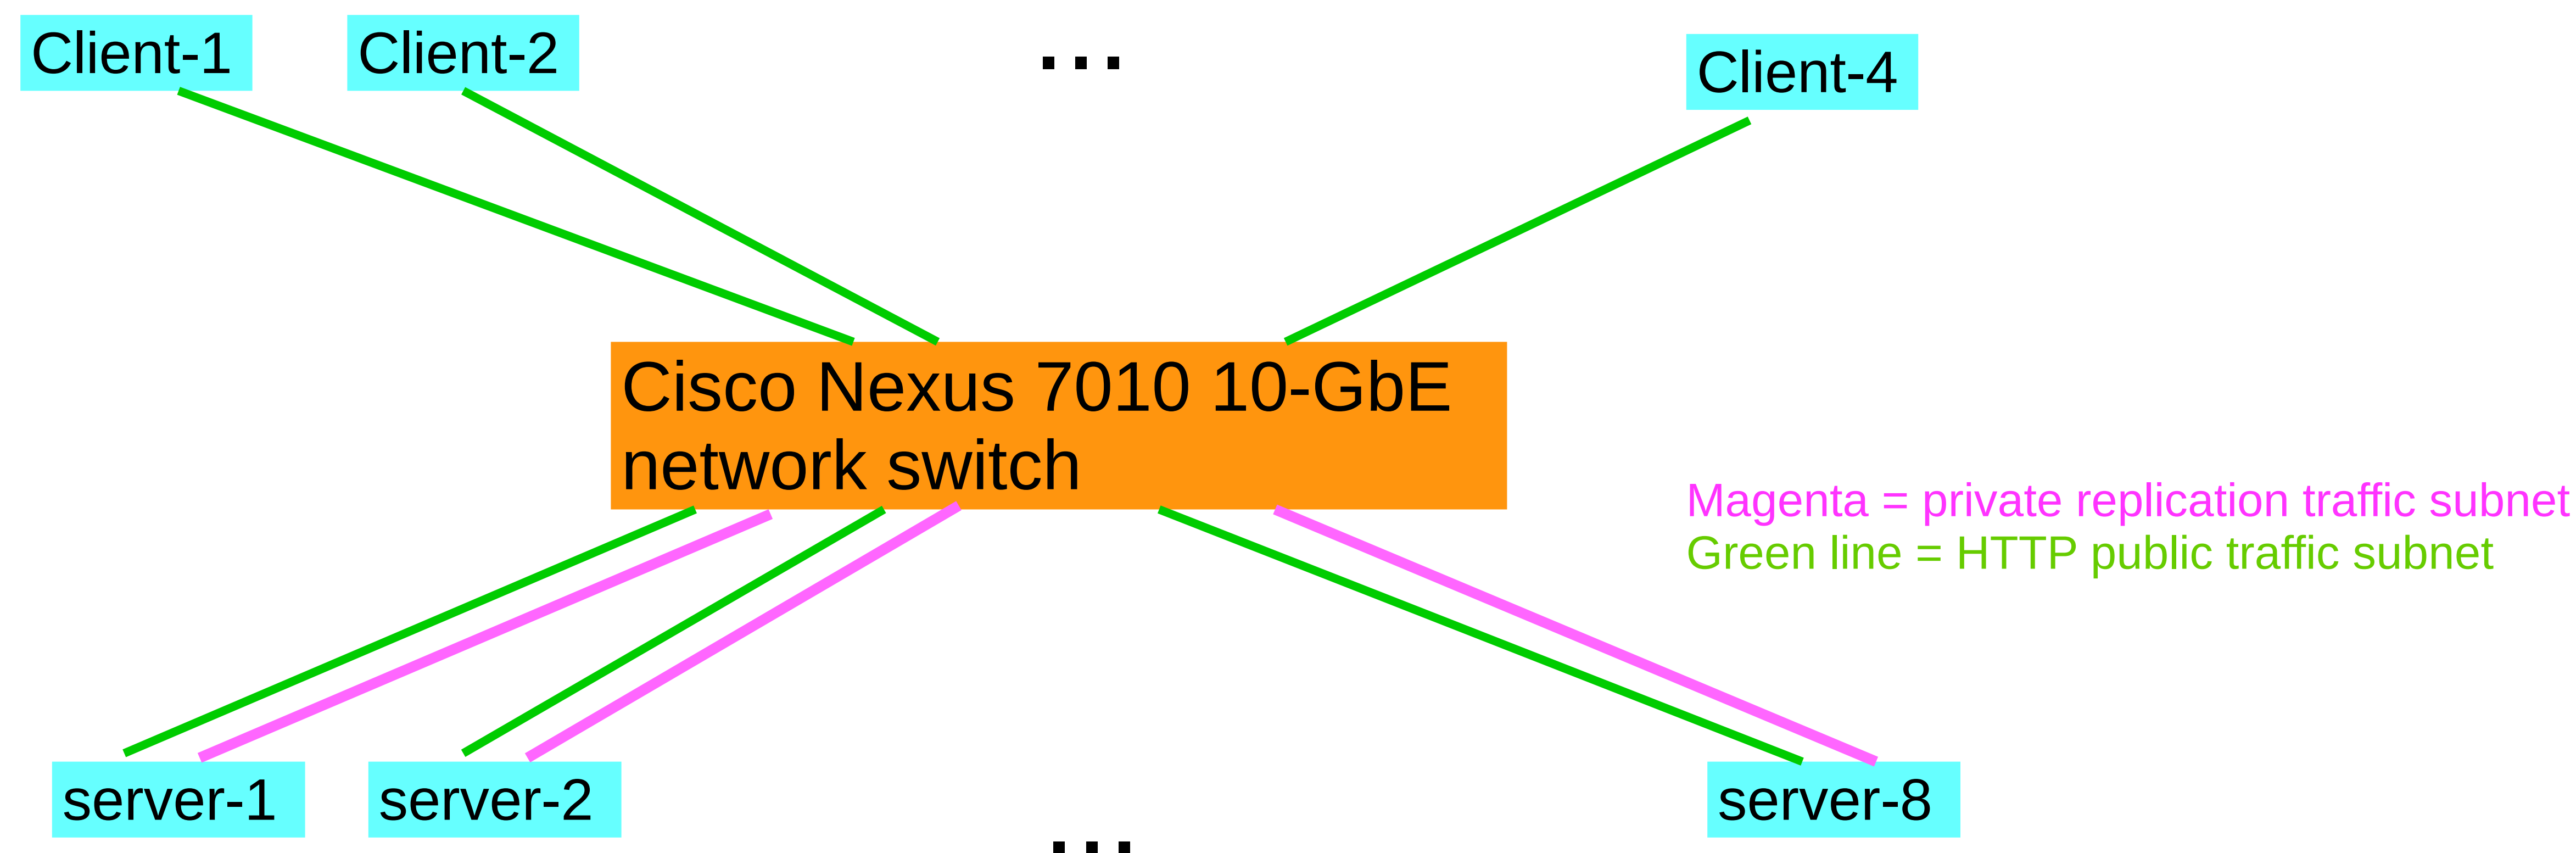 Client-1
Client-2
...
Client-4
Cisco Nexus 7010 10-GbE
network switch
Magenta = private replication traffic subnet
Green line = HTTP public traffic subnet
server-1
server-2
...
server-8